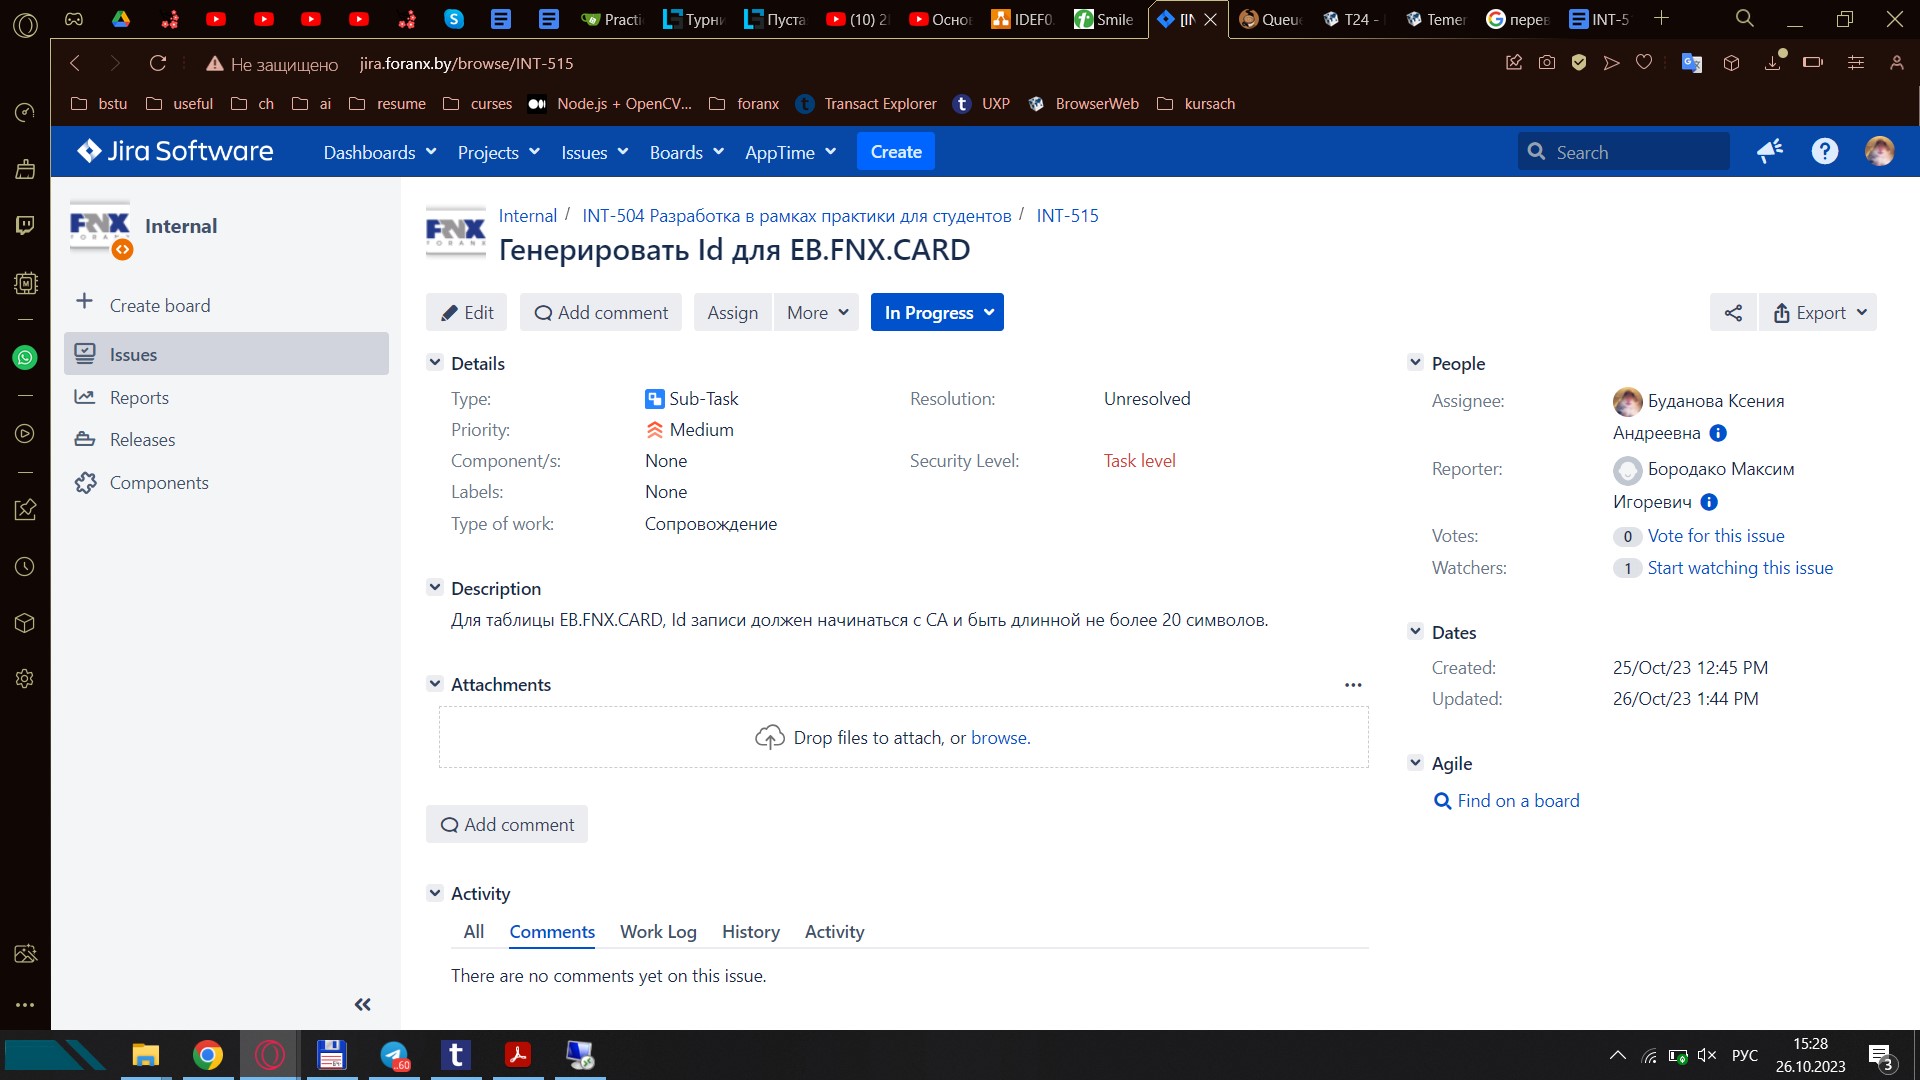 Practi
Турни
Пуста
(10) 2
Осно
IDEF0.
Smile
[IN
Queu
T24 -
Temer
перев
INT-5
Не защищено jira.foranx.by/browse/INT-515
bstu useful ch ai resume curses Node.js + OpenCV... foranx Transact Explorer UXP BrowserWeb kursach
Jira Software Dashboards Projects Issues Boards AppTime Create Search
FNX
Internal
Create board
Issues
Reports
Releases
Components
FNX
FORANX
Internal / INT-504 Разработка в рамках практики для студентов / INT-515
Генерировать Id для EB.FNX.CARD
Edit Add comment Assign More In Progress Export
Details
Type: Sub-Task Resolution: Unresolved
Priority: Medium
Component/s: None Security Level: Task level
Labels: None
Type of work: Сопровождение
Description
Для таблицы EB.FNX.CARD, Id записи должен начинаться с CA и быть длинной не более 20 символов.
Attachments
Drop files to attach, or browse.
Add comment
Activity
All Comments Work Log History Activity
There are no comments yet on this issue.
People
Assignee: Буданова Ксения
Андреевна
Reporter: Бородако Максим
Игоревич
Votes: 0 Vote for this issue
Watchers: 1 Start watching this issue
Dates
Created: 25/Oct/23 12:45 PM
Updated: 26/Oct/23 1:44 PM
Agile
Find on a board
..60
t
РУС
15:28
26.10.2023
3